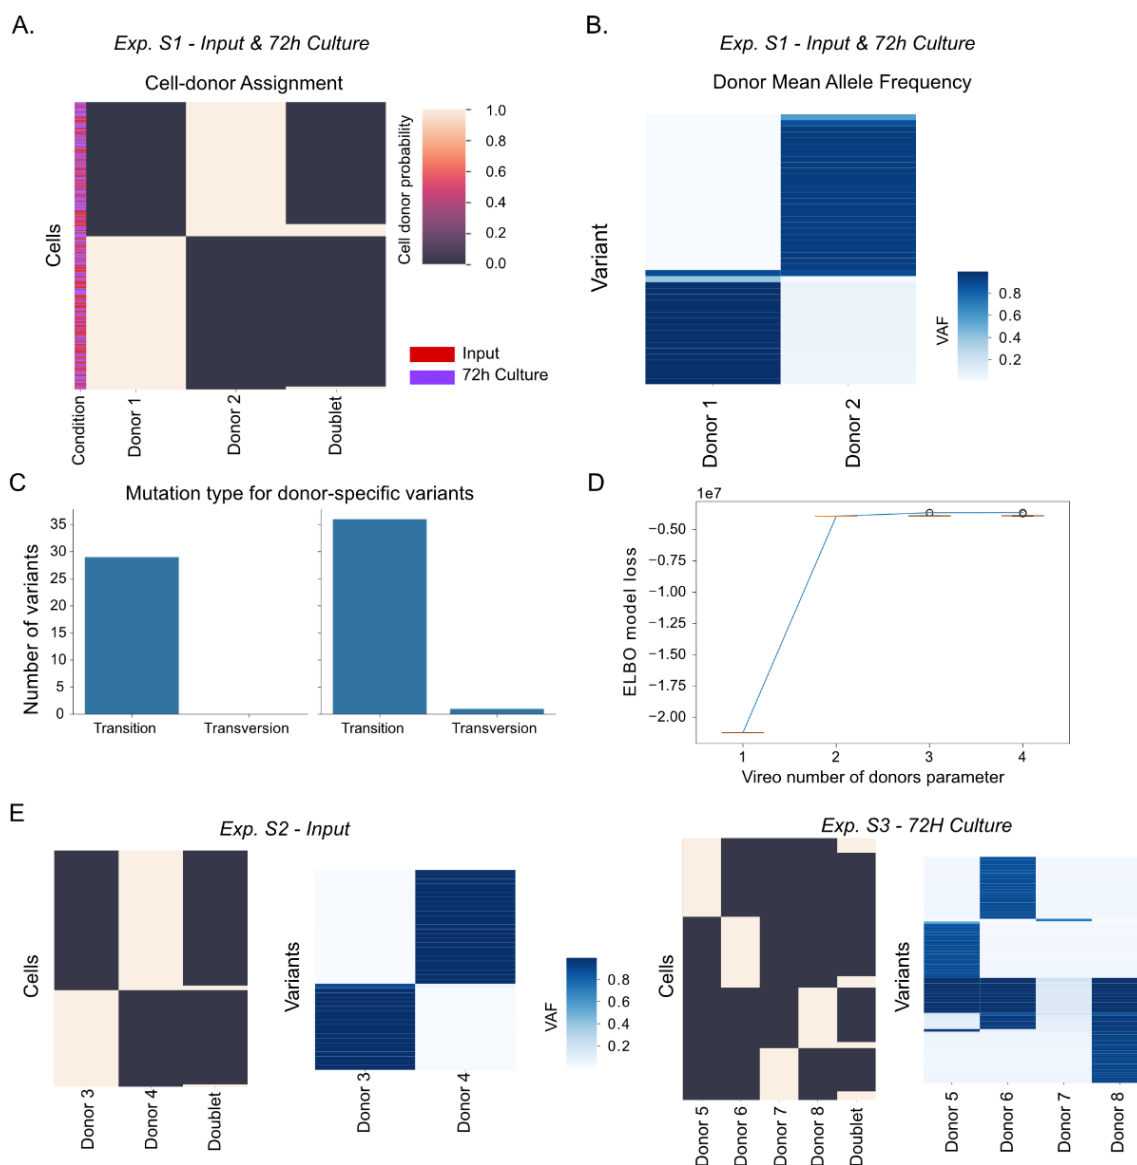 A.
Exp. S1 - Input & 72h Culture
Cell-donor Assignment
Cells
Condition
Donor 1
Donor 2
Doublet
Cell donor probability
1.0
0.8
0.6
0.4
0.2
0.0
Input
72h Culture
B.
Exp. S1 - Input & 72h Culture
Donor Mean Allele Frequency
Variant
Donor 1
Donor 2
VAF
0.8
0.6
0.4
0.2
C
Mutation type for donor-specific variants
Number of variants
35
30
25
20
15
10
5
0
Transition
Transversion
Transition
Transversion
D
1e7
ELBO model loss
−0.50
−0.75
−1.00
−1.25
−1.50
−1.75
−2.00
1
2
3
4
Vireo number of donors parameter
E
Exp. S2 - Input
Cells
Donor 3
Donor 4
Doublet
Variants
Donor 3
Donor 4
VAF
0.8
0.6
0.4
0.2
Exp. S3 - 72H Culture
Cells
Donor 5
Donor 6
Donor 7
Donor 8
Doublet
Variants
Donor 5
Donor 6
Donor 7
Donor 8